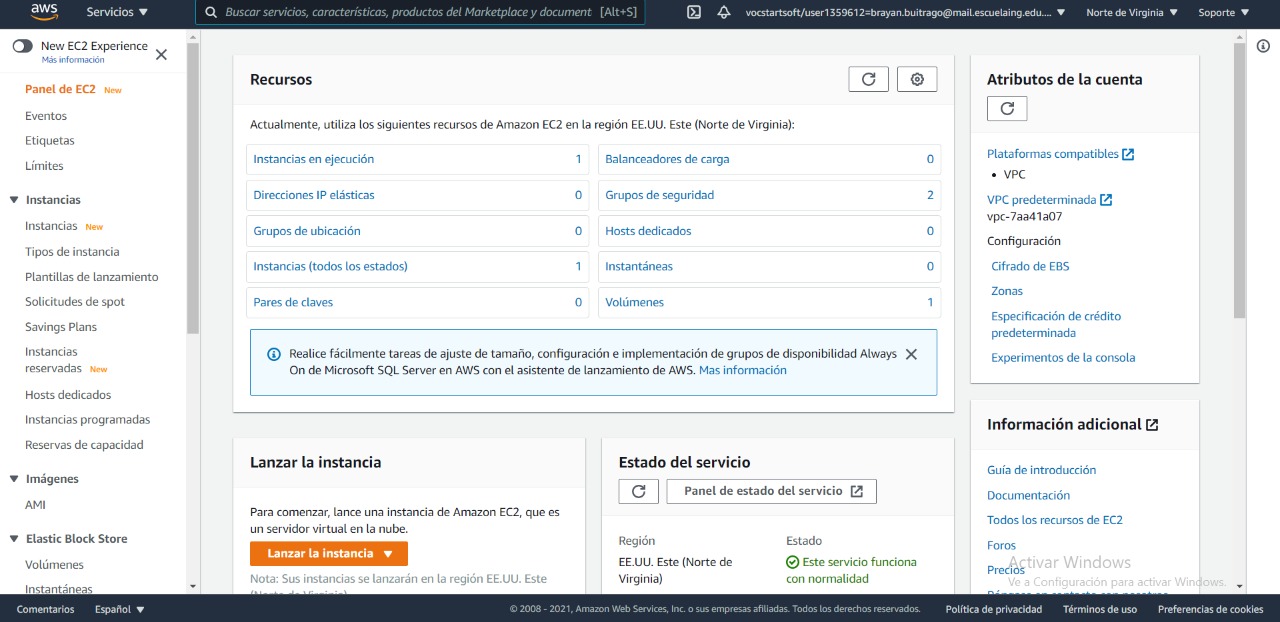 aws
Servicios
Buscar servicios, características, productos del Marketplace y document [Alt+S]
vocstartsoft/user1359612=brayan.buitrago@mail.escuelaing.edu....
Norte de Virginia
Soporte
New EC2 Experience
Más información
Panel de EC2 New
Eventos
Etiquetas
Límites
Instancias
Instancias New
Tipos de instancia
Plantillas de lanzamiento
Solicitudes de spot
Savings Plans
Instancias
reservadas New
Hosts dedicados
Instancias programadas
Reservas de capacidad
Imágenes
AMI
Elastic Block Store
Volúmenes
Instantáneas
Recursos
Actualmente, utiliza los siguientes recursos de Amazon EC2 en la región EE.UU. Este (Norte de Virginia):
Instancias en ejecución 1
Balanceadores de carga 0
Direcciones IP elásticas 0
Grupos de seguridad 2
Grupos de ubicación 0
Hosts dedicados 0
Instancias (todos los estados) 1
Instantáneas 0
Pares de claves 0
Volúmenes 1
Realice fácilmente tareas de ajuste de tamaño, configuración e implementación de grupos de disponibilidad Always
On de Microsoft SQL Server en AWS con el asistente de lanzamiento de AWS. Mas información
Lanzar la instancia
Para comenzar, lance una instancia de Amazon EC2, que es
un servidor virtual en la nube.
Lanzar la instancia
Nota: Sus instancias se lanzarán en la región EE.UU. Este
(Norte de Virginia)
Estado del servicio
Panel de estado del servicio
Región
EE.UU. Este (Norte de
Virginia)
Estado
Este servicio funciona
con normalidad
Atributos de la cuenta
Plataformas compatibles
• VPC
VPC predeterminada
vpc-7aa41a07
Configuración
Cifrado de EBS
Zonas
Especificación de crédito
predeterminada
Experimentos de la consola
Información adicional
Guía de introducción
Documentación
Todos los recursos de EC2
Foros
Precios
Póngase en contacto con nosotros
Activar Windows
Ve a Configuración para activar Windows.
Comentarios
Español
© 2008 - 2021, Amazon Web Services, Inc. o sus empresas afiliadas. Todos los derechos reservados.
Política de privacidad
Términos de uso
Preferencias de cookies